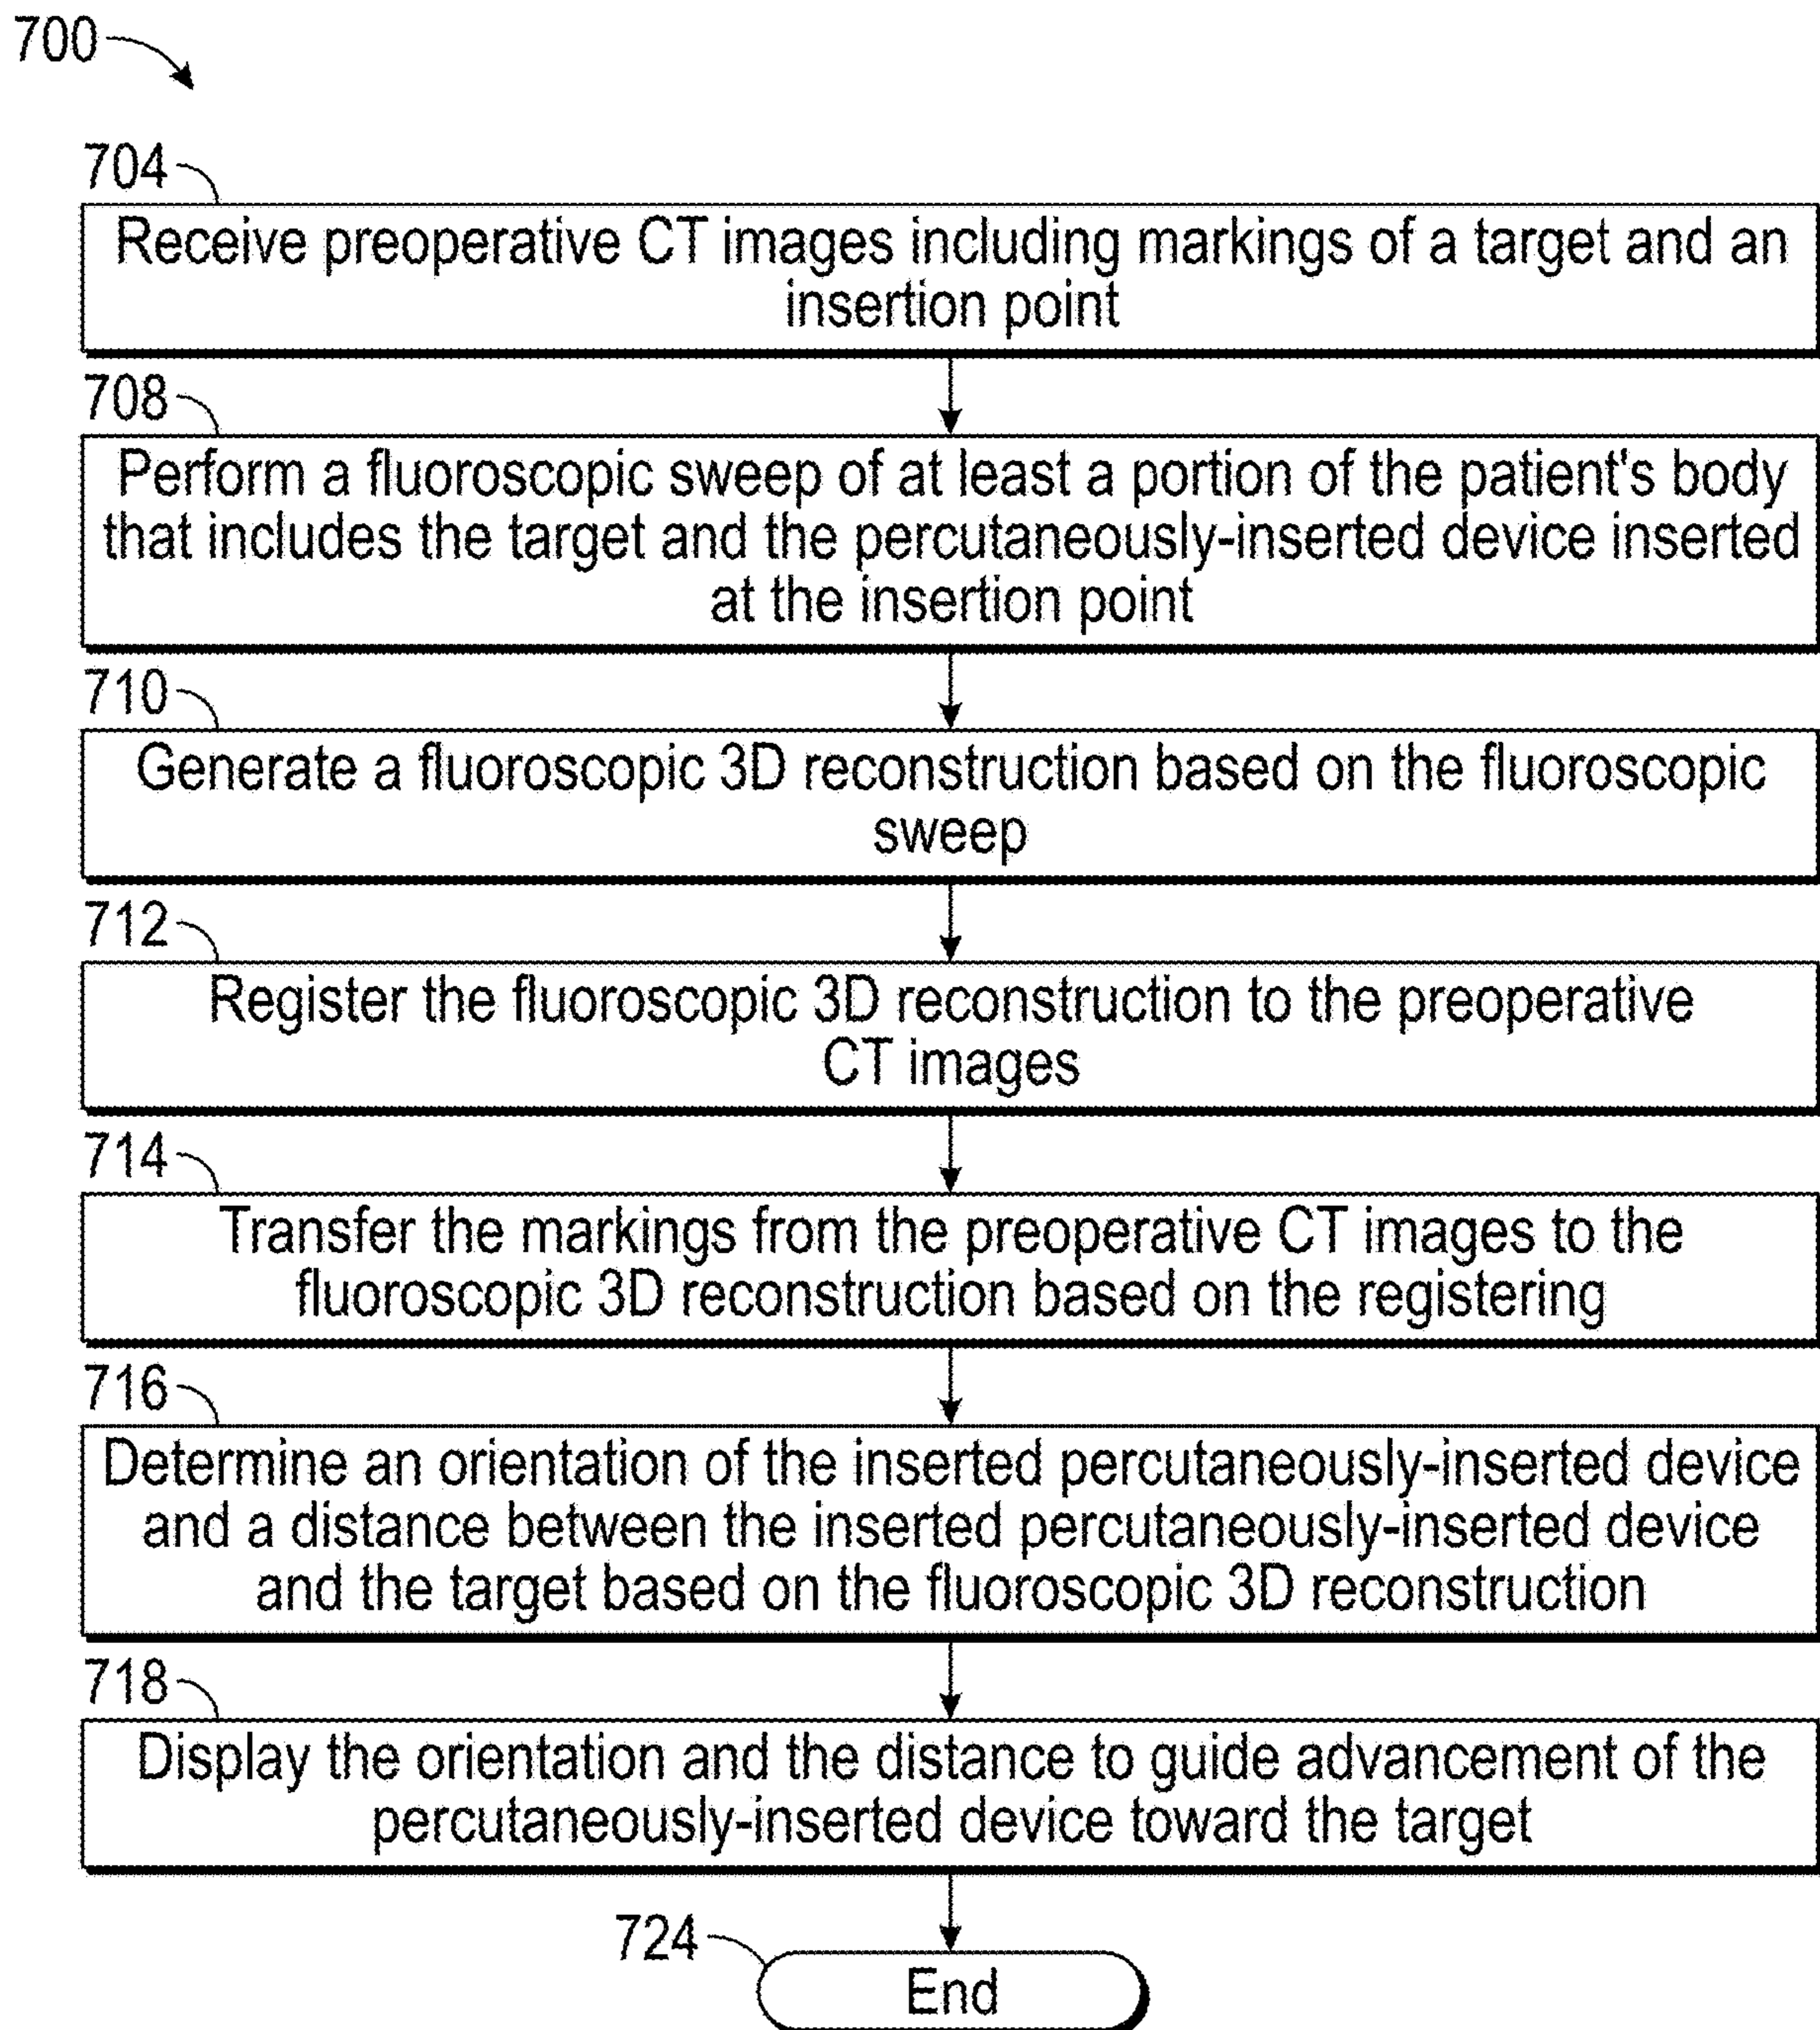 700
704
Receive preoperative CT images including markings of a target and an
insertion point
708
Perform a fluoroscopic sweep of at least a portion of the patient's body
that includes the target and the percutaneously-inserted device inserted
at the insertion point
710
Generate a fluoroscopic 3D reconstruction based on the fluoroscopic
sweep
712
Register the fluoroscopic 3D reconstruction to the preoperative
CT images
714
Transfer the markings from the preoperative CT images to the
fluoroscopic 3D reconstruction based on the registering
716
Determine an orientation of the inserted percutaneously-inserted device
and a distance between the inserted percutaneously-inserted device
and the target based on the fluoroscopic 3D reconstruction
718
Display the orientation and the distance to guide advancement of the
percutaneously-inserted device toward the target
724
End